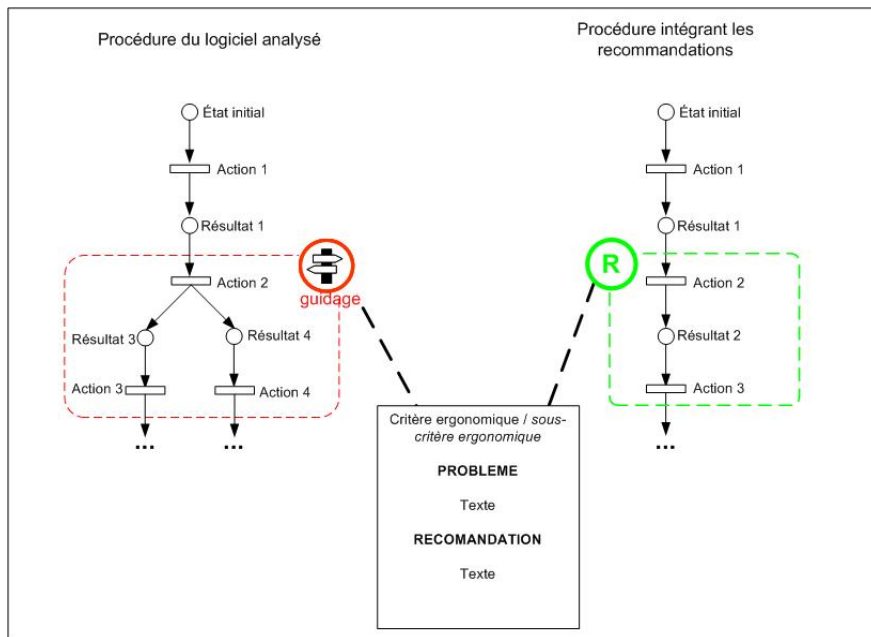 Procédure du logiciel analysé
État initial
Action 1
Résultat 1
Action 2
guidage
Résultat 3
Résultat 4
Action 3
Action 4
...
...
Procédure intégrant les
recommandations
État initial
Action 1
Résultat 1
R
Action 2
Résultat 2
Action 3
...
Critère ergonomique / sous-
critère ergonomique
PROBLEME
Texte
RECOMANDATION
Texte